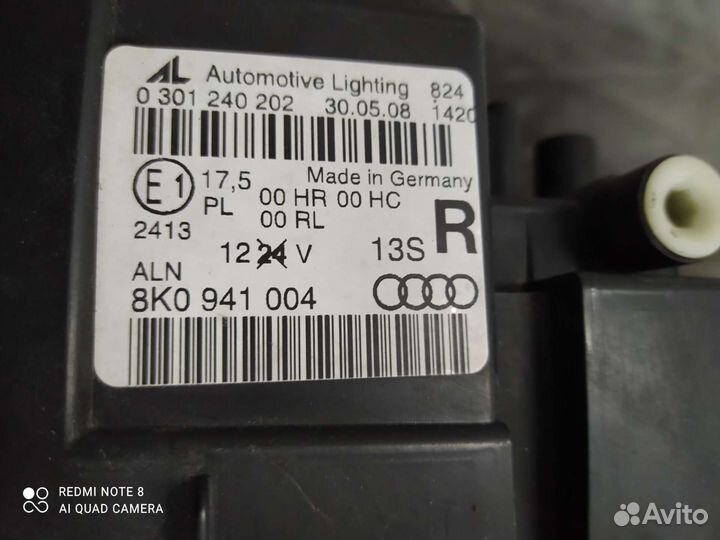 AL Automotive Lighting 824
0 301 240 202 30.05.08 1420
E1 17,5 Made in Germany
PL 00 HR 00 HC
00 RL R
2413
12 24 V 13S
ALN
8K0 941 004
REDMI NOTE 8
AI QUAD CAMERA
Avito